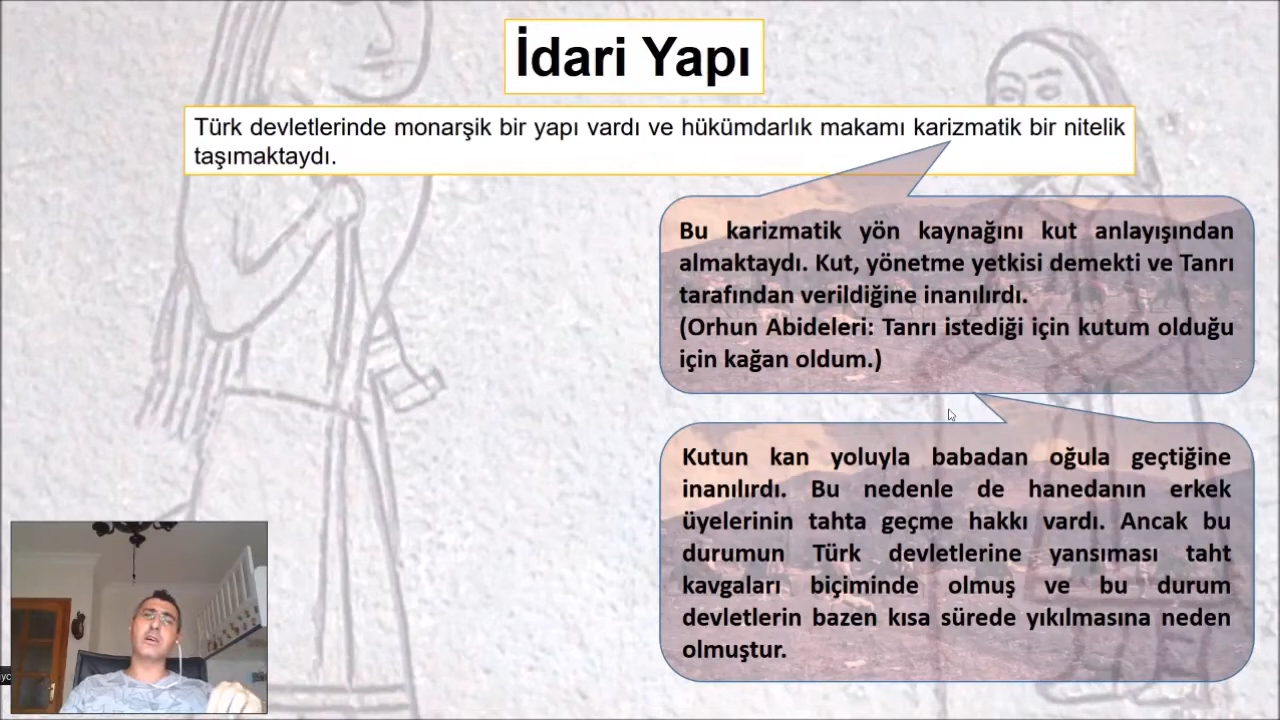 İdari Yapı
Türk devletlerinde monarşik bir yapı vardı ve hükümdarlık makamı karizmatik bir nitelik
taşımaktaydı.
Bu karizmatik yön kaynağını kut anlayışından
almaktaydı. Kut, yönetme yetkisi demekti ve Tanrı
tarafından verildiğine inanılırdı.
(Orhun Abideleri: Tanrı istediği için kutum olduğu
için kağan oldum.)
Kutun kan yoluyla babadan oğula geçtiğine
inanılırdı. Bu nedenle de hanedanın erkek
üyelerinin tahta geçme hakkı vardı. Ancak bu
durumun Türk devletlerine yansıması taht
kavgaları biçiminde olmuş ve bu durum
devletlerin bazen kısa sürede yıkılmasına neden
olmuştur.